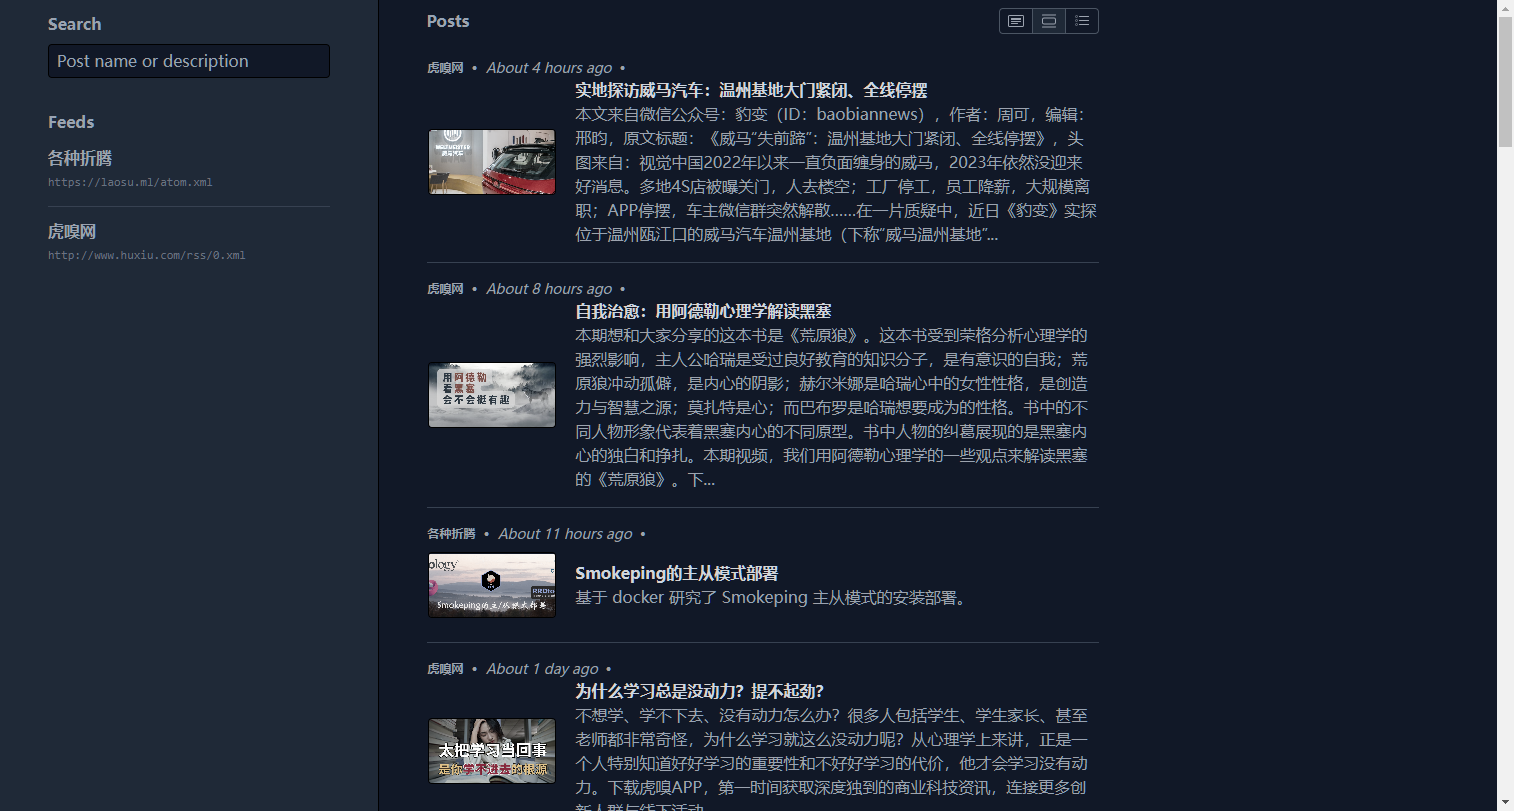 Search
Post name or description
Feeds
各种折腾
https://laosu.ml/atom.xml
虎嗅网
http://www.huxiu.com/rss/0.xml
Posts
虎嗅网 • About 4 hours ago •
实地探访威马汽车：温州基地大门紧闭、全线停摆
本文来自微信公众号：豹变（ID：baobiannews），作者：周可，编辑：
邢昀，原文标题：《威马“失前蹄”：温州基地大门紧闭、全线停摆》，头
图来自：视觉中国2022年以来一直负面缠身的威马，2023年依然没迎来
好消息。多地4S店被曝关门，人去楼空；工厂停工，员工降薪，大规模离
职；APP停摆，车主微信群突然解散……在一片质疑中，近日《豹变》实探
位于温州瓯江口的威马汽车温州基地（下称“威马温州基地”...
WELTMEISTER
威马汽车
虎嗅网 • About 8 hours ago •
自我治愈：用阿德勒心理学解读黑塞
本期想和大家分享的这本书是《荒原狼》。这本书受到荣格分析心理学的
强烈影响，主人公哈瑞是受过良好教育的知识分子，是有意识的自我；荒
原狼冲动孤僻，是内心的阴影；赫尔米娜是哈瑞心中的女性性格，是创造
力与智慧之源；莫扎特是心；而巴布罗是哈瑞想要成为的性格。书中的不
同人物形象代表着黑塞内心的不同原型。书中人物的纠葛展现的是黑塞内
心的独白和挣扎。本期视频，我们用阿德勒心理学的一些观点来解读黑塞
的《荒原狼》。下...
用阿德勒
看黑塞
会不会挺有趣
各种折腾 • About 11 hours ago •
Smokeping的主从模式部署
基于 docker 研究了 Smokeping 主从模式的安装部署。
ology
RRDtoo
Smokeping的主/从模式部署
虎嗅网 • About 1 day ago •
为什么学习总是没动力？提不起劲？
不想学、学不下去、没有动力怎么办？很多人包括学生、学生家长、甚至
老师都非常奇怪，为什么学习就这么没动力呢？从心理学上来讲，正是一
个人特别知道好好学习的重要性和不好好学习的代价，他才会学习没有动
力。下载虎嗅APP，第一时间获取深度独到的商业科技资讯，连接更多创
新人群与线下活动
太把学习当回事
是你学不进去的根源